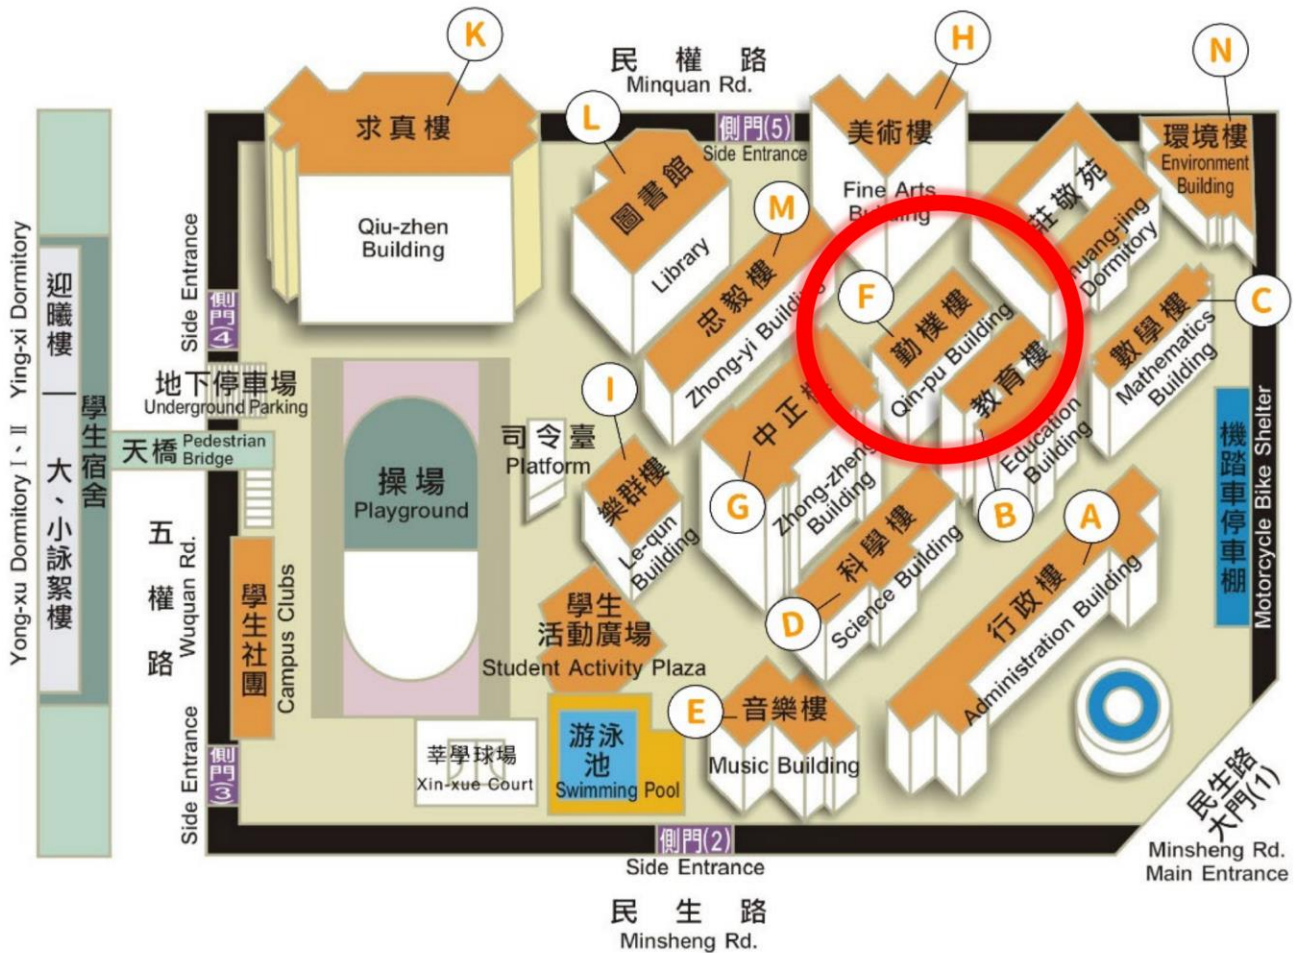 K
H
N
民 權 路
Minquan Rd.
求真樓
Qiu-zhen
Building
L
圖書館
Library
側門(5)
Side Entrance
美術樓
Fine Arts
Building
莊敬苑
Dormitory
環境樓
Environment
Building
M
忠毅樓
Zhong-yi Building
F
勤樸樓
Qin-pu Building
C
數學樓
Mathematics
Building
B
教育樓
Education
Building
G
中正樓
Zhong-zheng
Building
Side Entrance
側門(4)
迎曦樓
Ying-xi Dormitory
大、小詠絮樓
Yong-xu Dormitory I、II
學生宿舍
地下停車場
Underground Parking
天橋
Pedestrian
Bridge
五權路
Wuquan Rd.
操場
Playground
司令臺
Platform
I
樂群樓
Le-qun
Building
D
科學樓
Science Building
A
行政樓
Administration Building
機踏車停車棚
Motorcycle Bike Shelter
學生社團
Campus Clubs
學生
活動廣場
Student Activity Plaza
Side Entrance
側門(3)
莘學球場
Xin-xue Court
游泳
池
Swimming Pool
E
音樂樓
Music Building
側門(2)
Side Entrance
民 生 路
Minsheng Rd.
民生路
大門(1)
Minsheng Rd.
Main Entrance